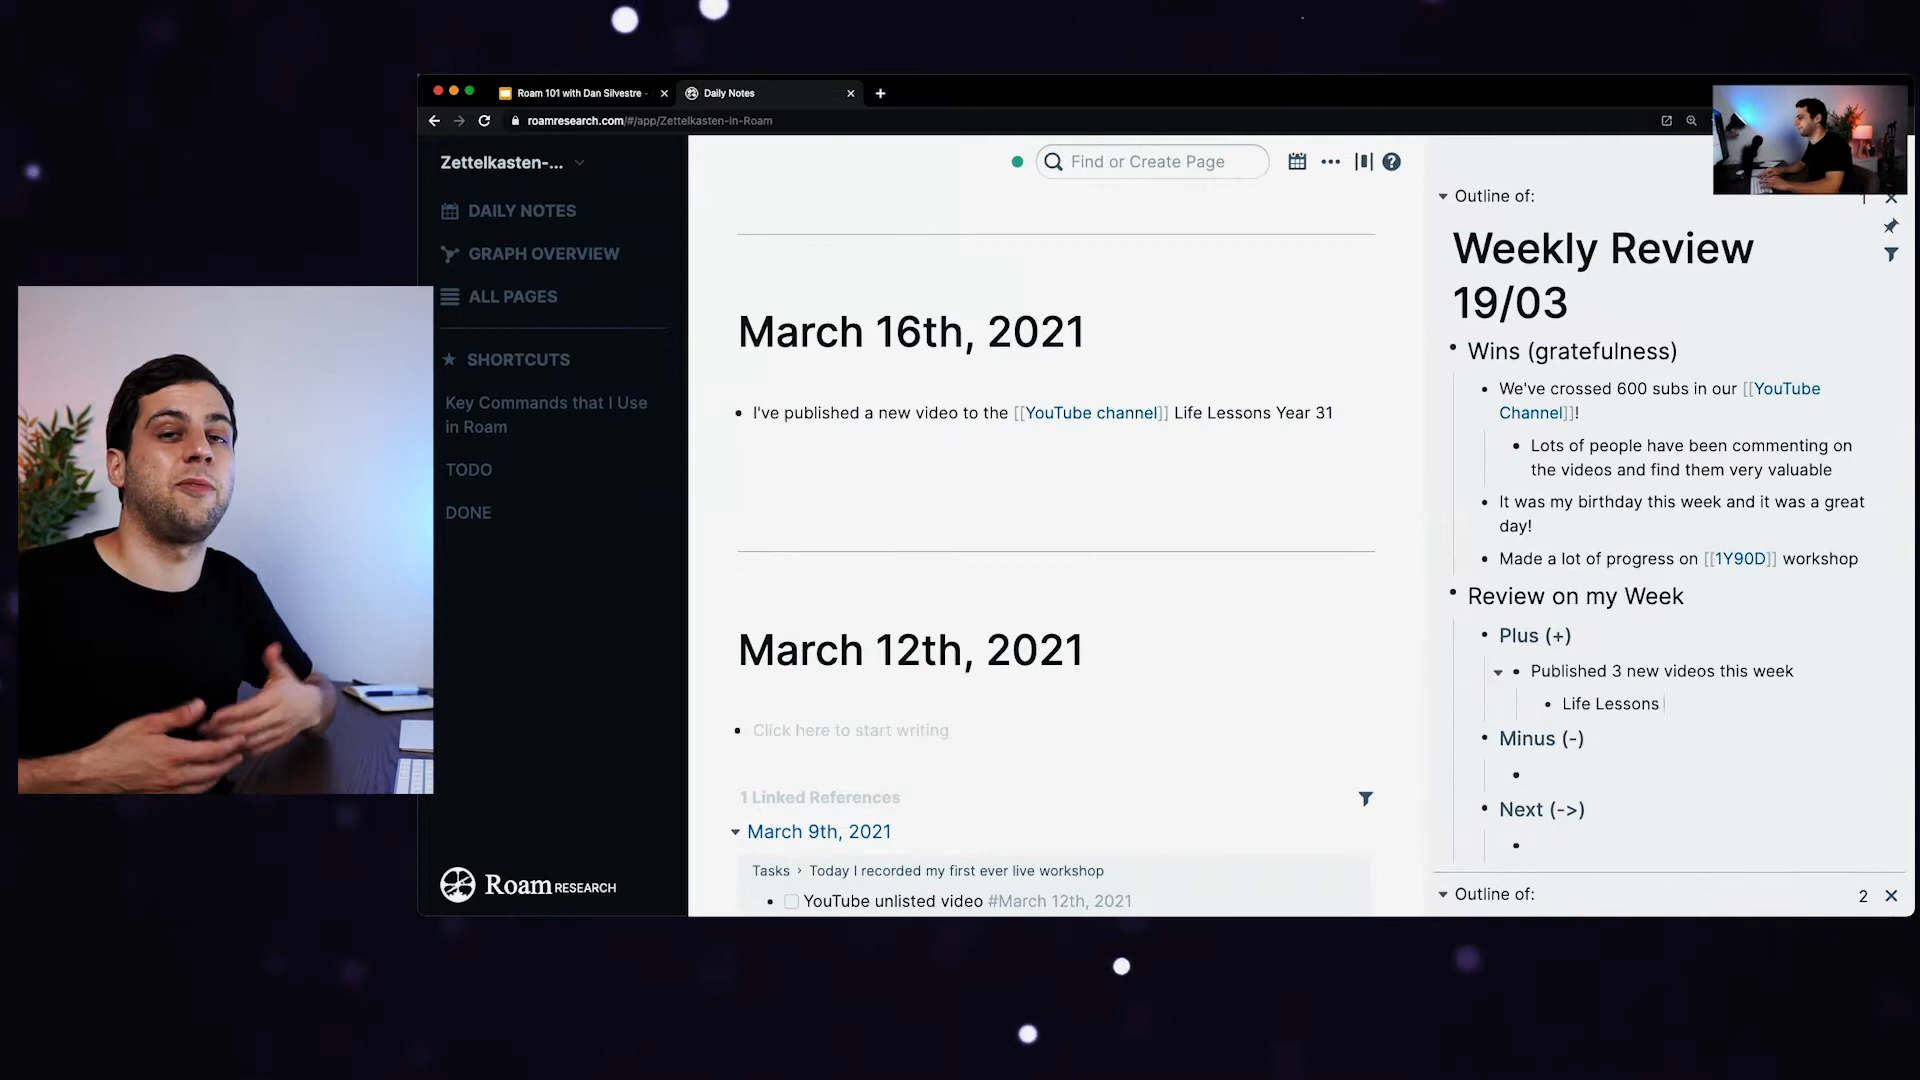 Roam 101 with Dan Silvestre -
Daily Notes
roamresearch.com/#/app/Zettelkasten-in-Roam
Zettelkasten-...
DAILY NOTES
GRAPH OVERVIEW
ALL PAGES
SHORTCUTS
Key Commands that I Use
in Roam
TODO
DONE
Roam RESEARCH
Find or Create Page
March 16th, 2021
I've published a new video to the [[YouTube channel]] Life Lessons Year 31
March 12th, 2021
Click here to start writing
1 Linked References
March 9th, 2021
Tasks > Today I recorded my first ever live workshop
YouTube unlisted video #March 12th, 2021
Outline of:
Weekly Review
19/03
Wins (gratefulness)
We've crossed 600 subs in our [[YouTube
Channel]]!
Lots of people have been commenting on
the videos and find them very valuable
It was my birthday this week and it was a great
day!
Made a lot of progress on [[1Y90D]] workshop
Review on my Week
Plus (+)
Published 3 new videos this week
Life Lessons
Minus (-)
Next (->)
Outline of:
2